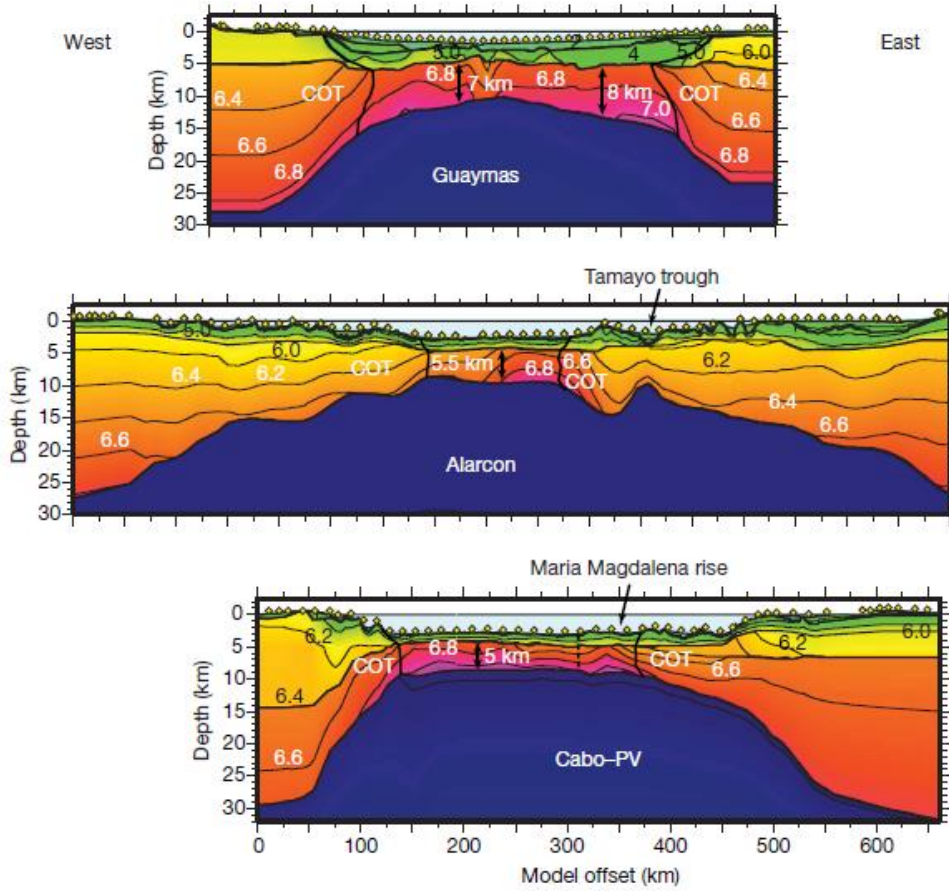 West
East
Depth (km)
0
5
10
15
20
25
30
5.0
4
5.0
6.0
6.8
6.8
6.4
7 km
8 km
6.4
COT
COT
7.0
6.6
6.6
6.8
6.8
Guaymas
Tamayo trough
Depth (km)
0
5
10
15
20
25
30
5.0
6.0
6.2
6.4
6.2
COT
5.5 km
6.8
6.6
COT
6.4
6.6
6.6
Alarcon
Maria Magdalena rise
Depth (km)
0
5
10
15
20
25
30
6.2
6.0
6.2
6.8
COT
5 km
COT
6.6
6.4
6.6
Cabo–PV
0 100 200 300 400 500 600
Model offset (km)